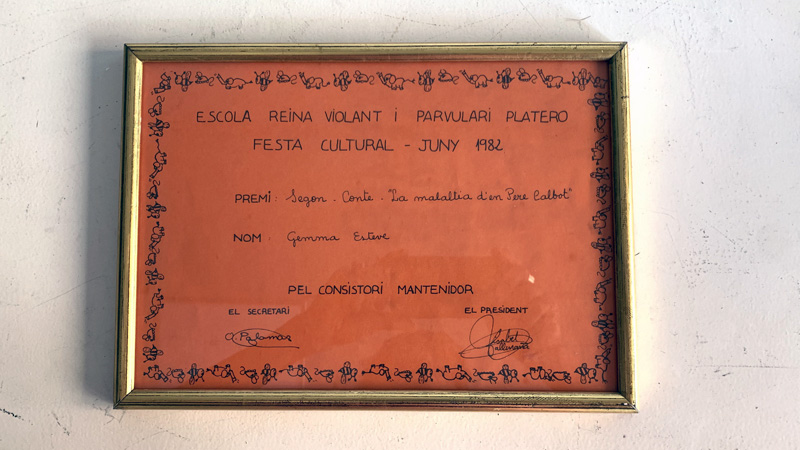 ESCOLA REINA VIOLANT i PARVULARI PLATERO
FESTA CULTURAL - JUNY 1982
PREMi: Segon - Conte. "La malaltia d'en Pere Calbot"
NOM. Gemma Esteve
PEL CONSISTORI MANTENIDOR
EL SECRETARI EL PRESIDENT